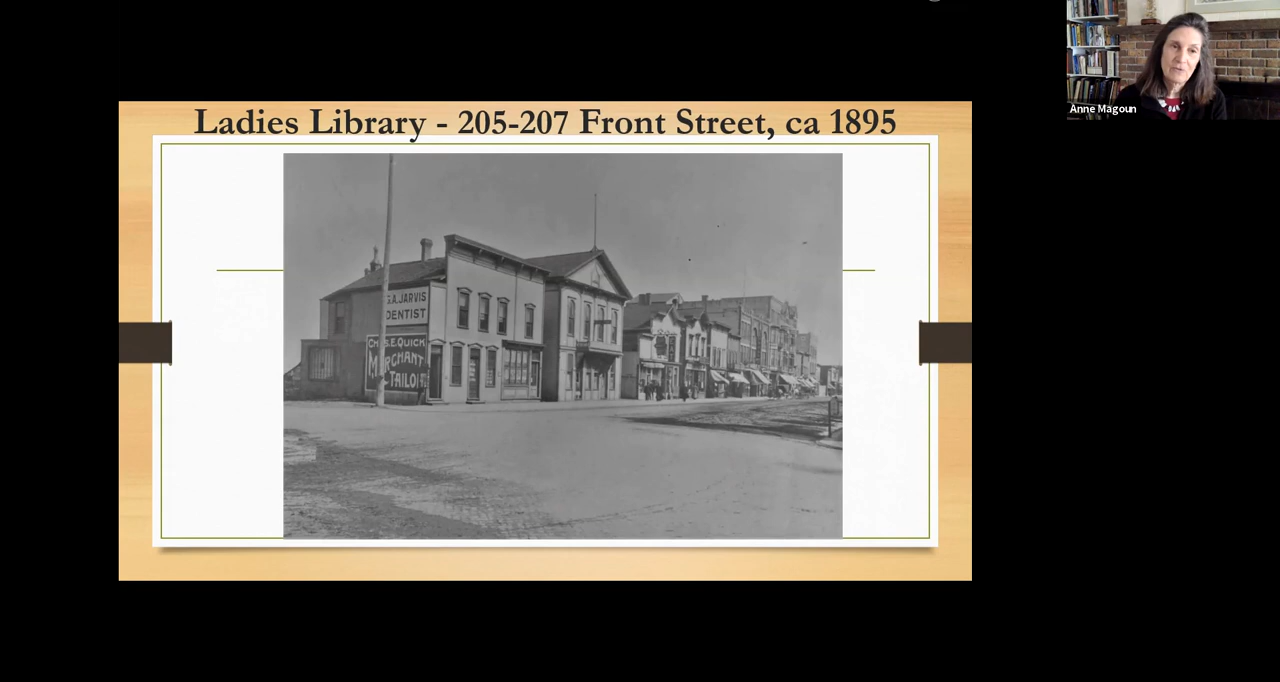 Ladies Library - 205-207 Front Street, ca 1895
Anne Magoun
G.A. JARVIS
DENTIST
CHAS. E. QUICK
MERCHANT
TAILOR